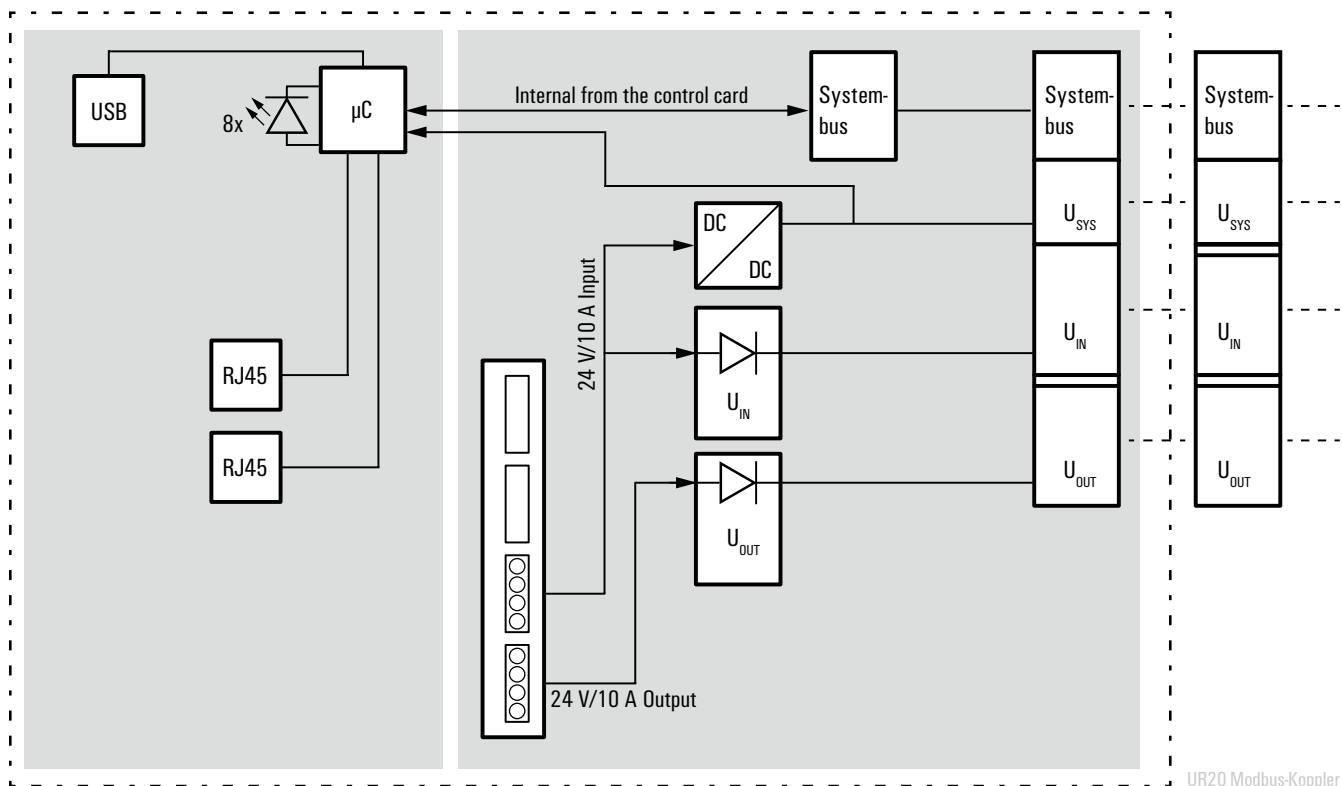 USB
8x
µC
Internal from the control card
System-
bus
System-
bus
System-
bus
DC
DC
U SYS
U SYS
24 V/10 A Input
RJ45
U IN
U IN
U IN
RJ45
U OUT
U OUT
U OUT
24 V/10 A Output
UR20 Modbus-Koppler